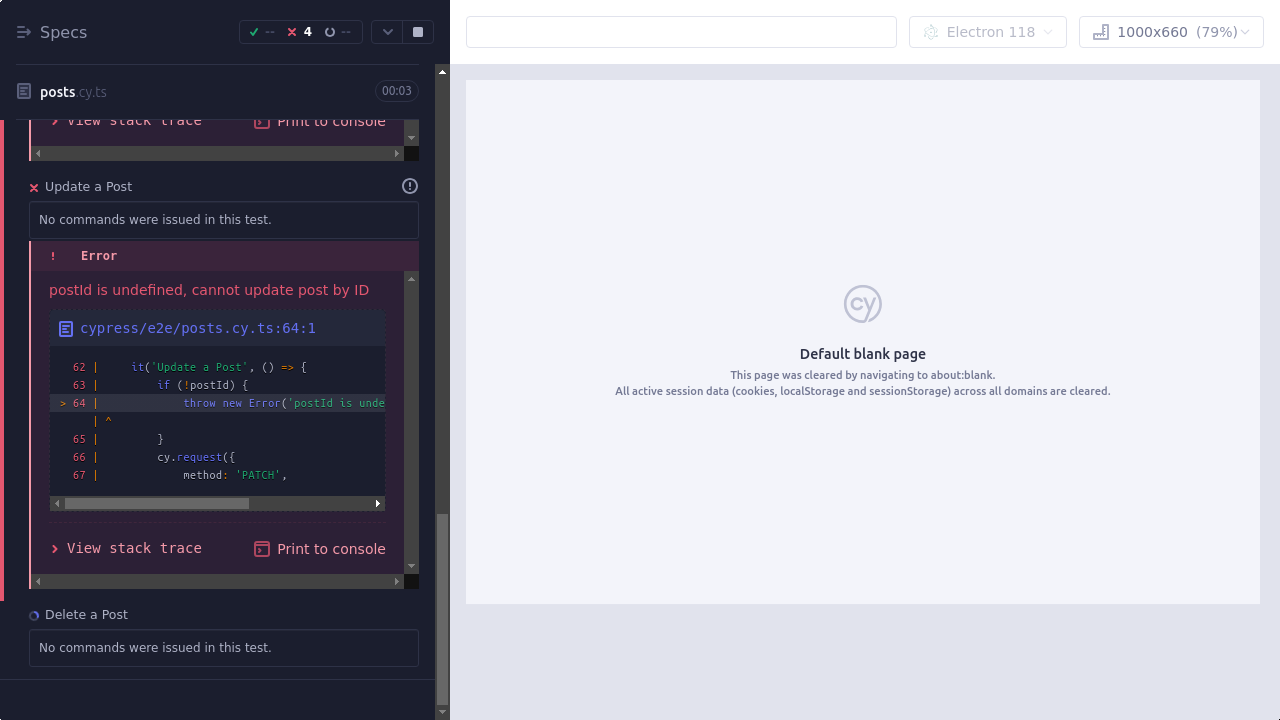 Specs
-- 4 --
Electron 118
1000x660 (79%)
posts.cy.ts
00:03
View stack trace
Print to console
Update a Post
No commands were issued in this test.
! Error
postId is undefined, cannot update post by ID
cypress/e2e/posts.cy.ts:64:1
62 | it('Update a Post', () => {
63 | if (!postId) {
> 64 | throw new Error('postId is unde
| ^
65 | }
66 | cy.request({
67 | method: 'PATCH',
View stack trace
Print to console
Delete a Post
No commands were issued in this test.
cy
Default blank page
This page was cleared by navigating to about:blank.
All active session data (cookies, localStorage and sessionStorage) across all domains are cleared.